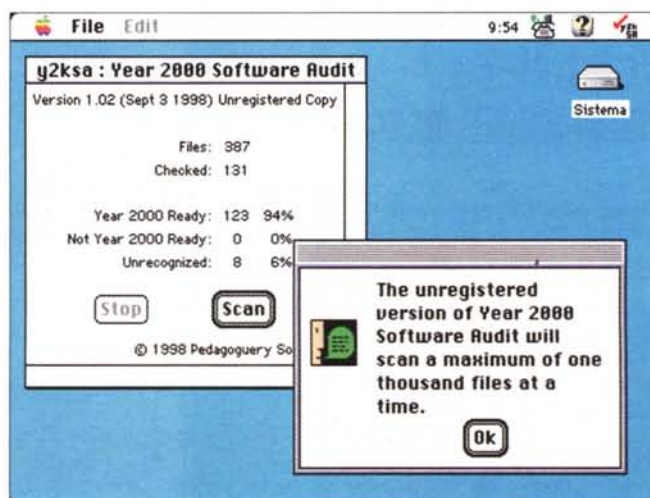 File Edit 9:54
y2ksa : Year 2000 Software Audit
Version 1.02 (Sept 3 1998) Unregistered Copy
Files: 387
Checked: 131
Year 2000 Ready: 123 94%
Not Year 2000 Ready: 0 0%
Unrecognized: 8 6%
Stop Scan
© 1998 Pedagoguery So
Sistema
The unregistered
version of Year 2000
Software Audit will
scan a maximum of one
thousand files at a
time.
Ok